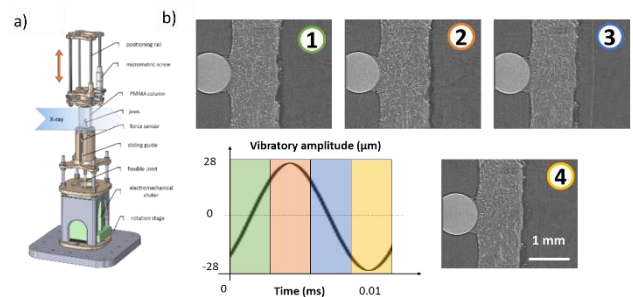 a)
positioning rail
micrometric screw
PMMA column
X-ray
jaws
force sensor
sliding guide
flexible joint
electromechanical
shaker
rotation stage
b)
1
2
3
Vibratory amplitude (µm)
28
0
-28
0
Time (ms)
0.01
4
1 mm